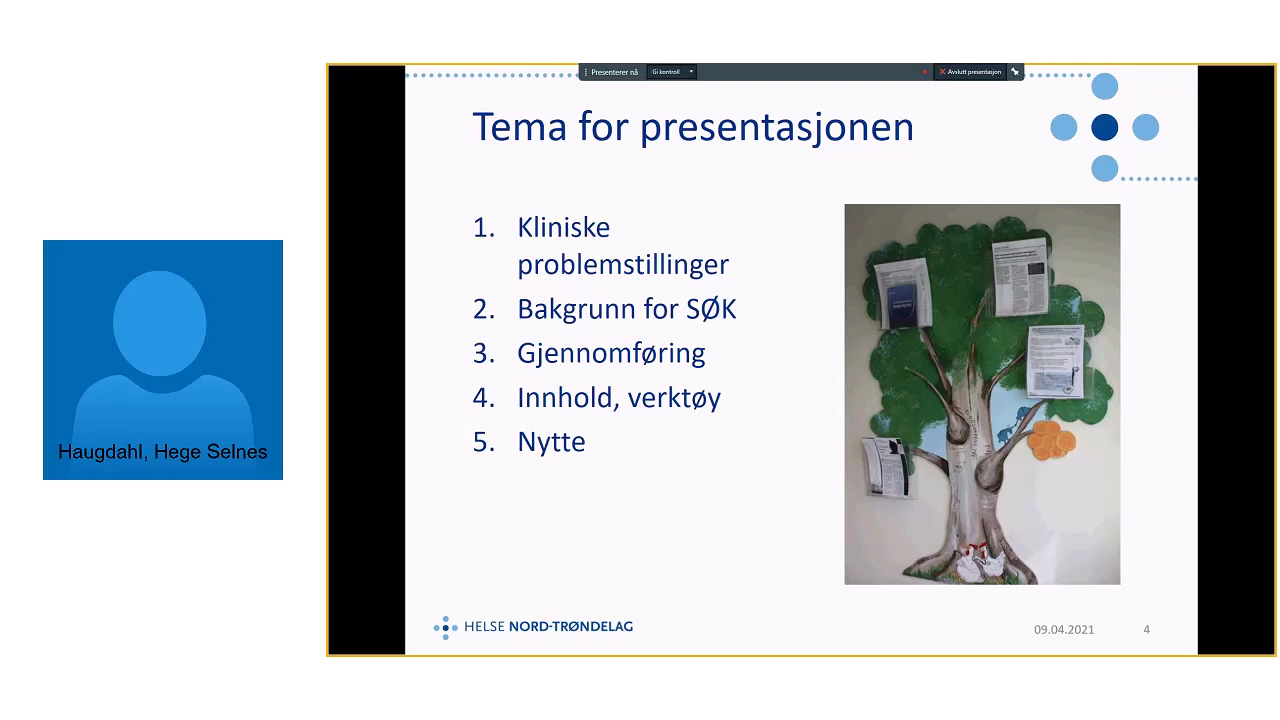 Presenterer nå
Gi kontroll
Avslutt presentasjon
Tema for presentasjonen
1. Kliniske
problemstillinger
2. Bakgrunn for SØK
3. Gjennomføring
4. Innhold, verktøy
5. Nytte
Haugdahl, Hege Selnes
HELSE NORD-TRØNDELAG
09.04.2021
4